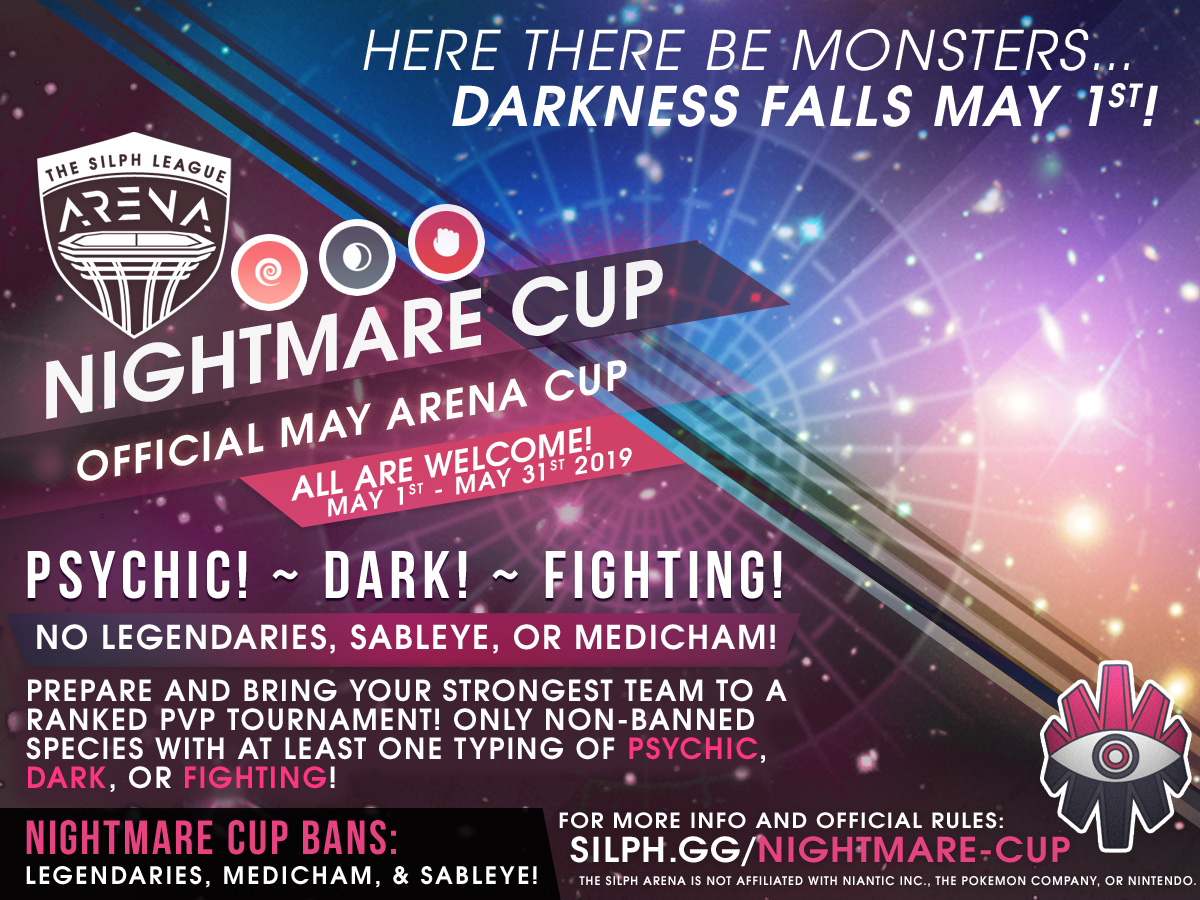 HERE THERE BE MONSTERS...
DARKNESS FALLS MAY 1ST!
THE SILPH LEAGUE
ARENA
NIGHTMARE CUP
OFFICIAL MAY ARENA CUP
ALL ARE WELCOME!
MAY 1ST - MAY 31ST 2019
PSYCHIC! ~ DARK! ~ FIGHTING!
NO LEGENDARIES, SABLEYE, OR MEDICHAM!
PREPARE AND BRING YOUR STRONGEST TEAM TO A
RANKED PVP TOURNAMENT! ONLY NON-BANNED
SPECIES WITH AT LEAST ONE TYPING OF PSYCHIC,
DARK, OR FIGHTING!
NIGHTMARE CUP BANS:
LEGENDARIES, MEDICHAM, & SABLEYE!
FOR MORE INFO AND OFFICIAL RULES:
SILPH.GG/NIGHTMARE-CUP
THE SILPH ARENA IS NOT AFFILIATED WITH NIANTIC INC., THE POKEMON COMPANY, OR NINTENDO.